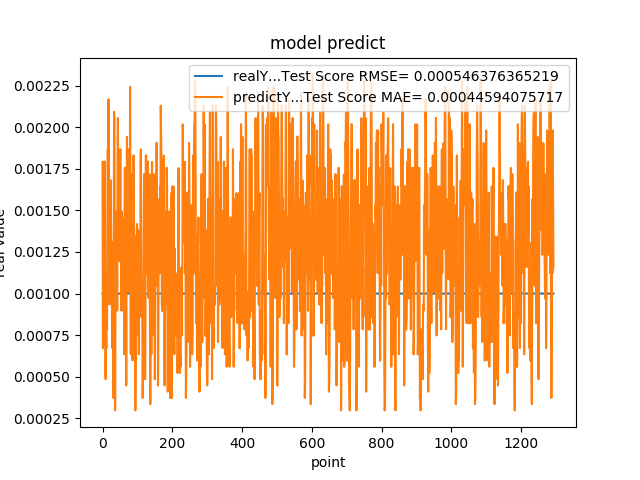 model predict
realY...Test Score RMSE= 0.000546376365219
predictY...Test Score MAE= 0.00044594075717
0.00225
0.00200
0.00175
0.00150
0.00125
0.00100
0.00075
0.00050
0.00025
real value
0 200 400 600 800 1000 1200
point